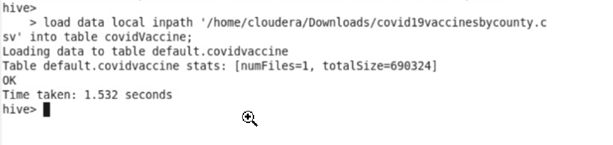 hive>
    > load data local inpath '/home/cloudera/Downloads/covid19vaccinesbycounty.c
sv' into table covidVaccine;
Loading data to table default.covidvaccine
Table default.covidvaccine stats: [numFiles=1, totalSize=690324]
OK
Time taken: 1.532 seconds
hive>